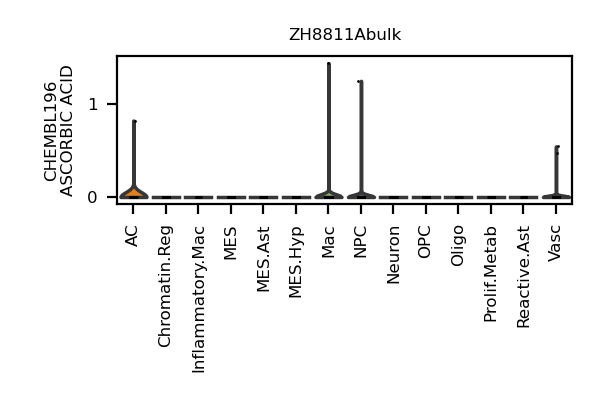 ZH8811Abulk
CHEMBL196
ASCORBIC ACID
1
0
AC
Chromatin.Reg
Inflammatory.Mac
MES
MES.Ast
MES.Hyp
Mac
NPC
Neuron
OPC
Oligo
Prolif.Metab
Reactive.Ast
Vasc